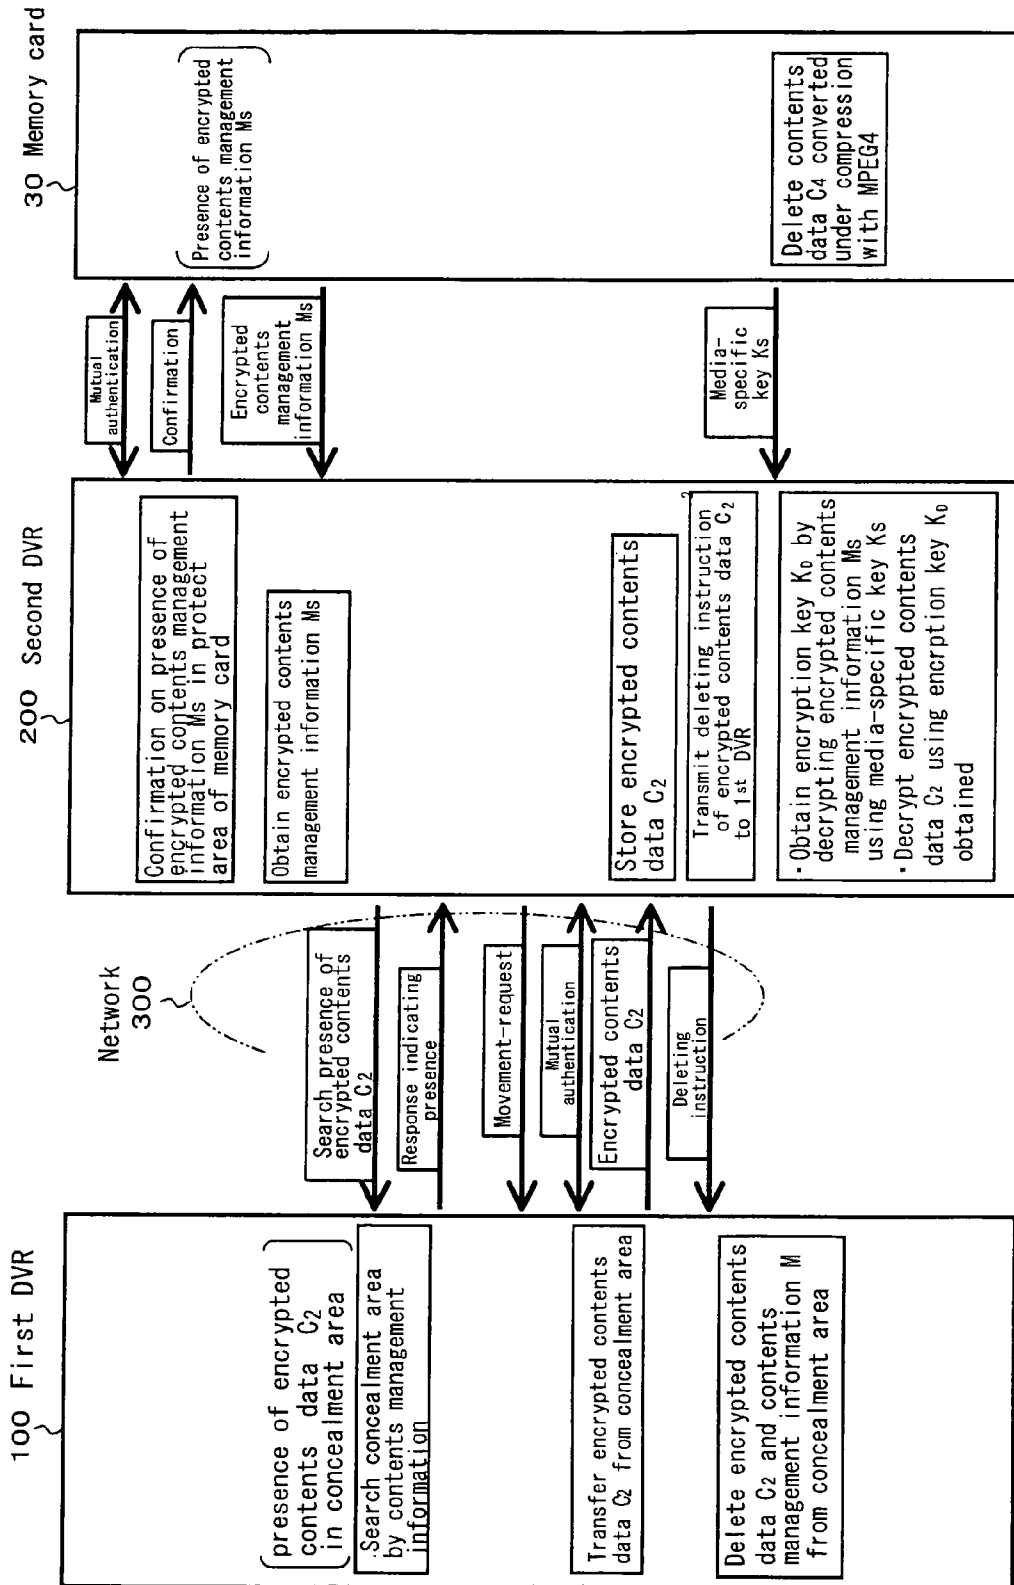 100 First DVR
200 Second DVR
30 Memory card
Network
300
presence of encrypted
contents data C2
in concealment area
Search concealment area
by contents management
information
Transfer encrypted contents
data C2 from concealment area
Delete encrypted contents
data C2 and contents
management information M
from concealment area
Search presence of
encrypted contents
data C2
Response indicating
presence
Movement-request
Mutual
authentication
Encrypted contents
data C2
Deleting
instruction
Confirmation on presence of
encrypted contents management
information Ms in protect
area of memory card
Obtain encrypted contents
management information Ms
Store encrypted contents
data C2
Transmit deleting instruction
of encrypted contents data C2
to 1st DVR
2
・Obtain encryption key KD by
decrypting encrypted contents
management information Ms
using media-specific key Ks
・Decrypt encrypted contents
data C2 using encrption key KD
obtained
Mutual
authentication
Confirmation
Encrypted
contents
management
information Ms
Media-
specific
key Ks
Presence of encrypted
contents management
information Ms
Delete contents
data C4 converted
under compression
with MPEG4